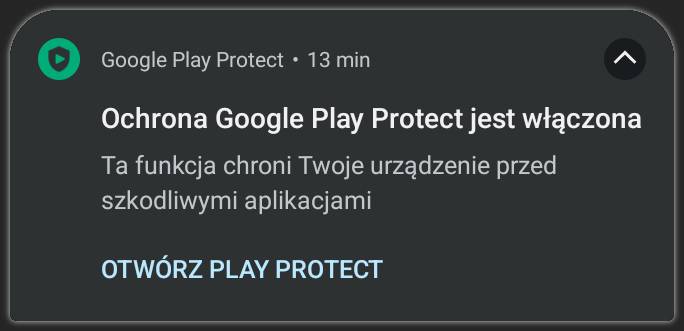 Google Play Protect • 13 min
Ochrona Google Play Protect jest włączona
Ta funkcja chroni Twoje urządzenie przed
szkodliwymi aplikacjami
OTWÓRZ PLAY PROTECT